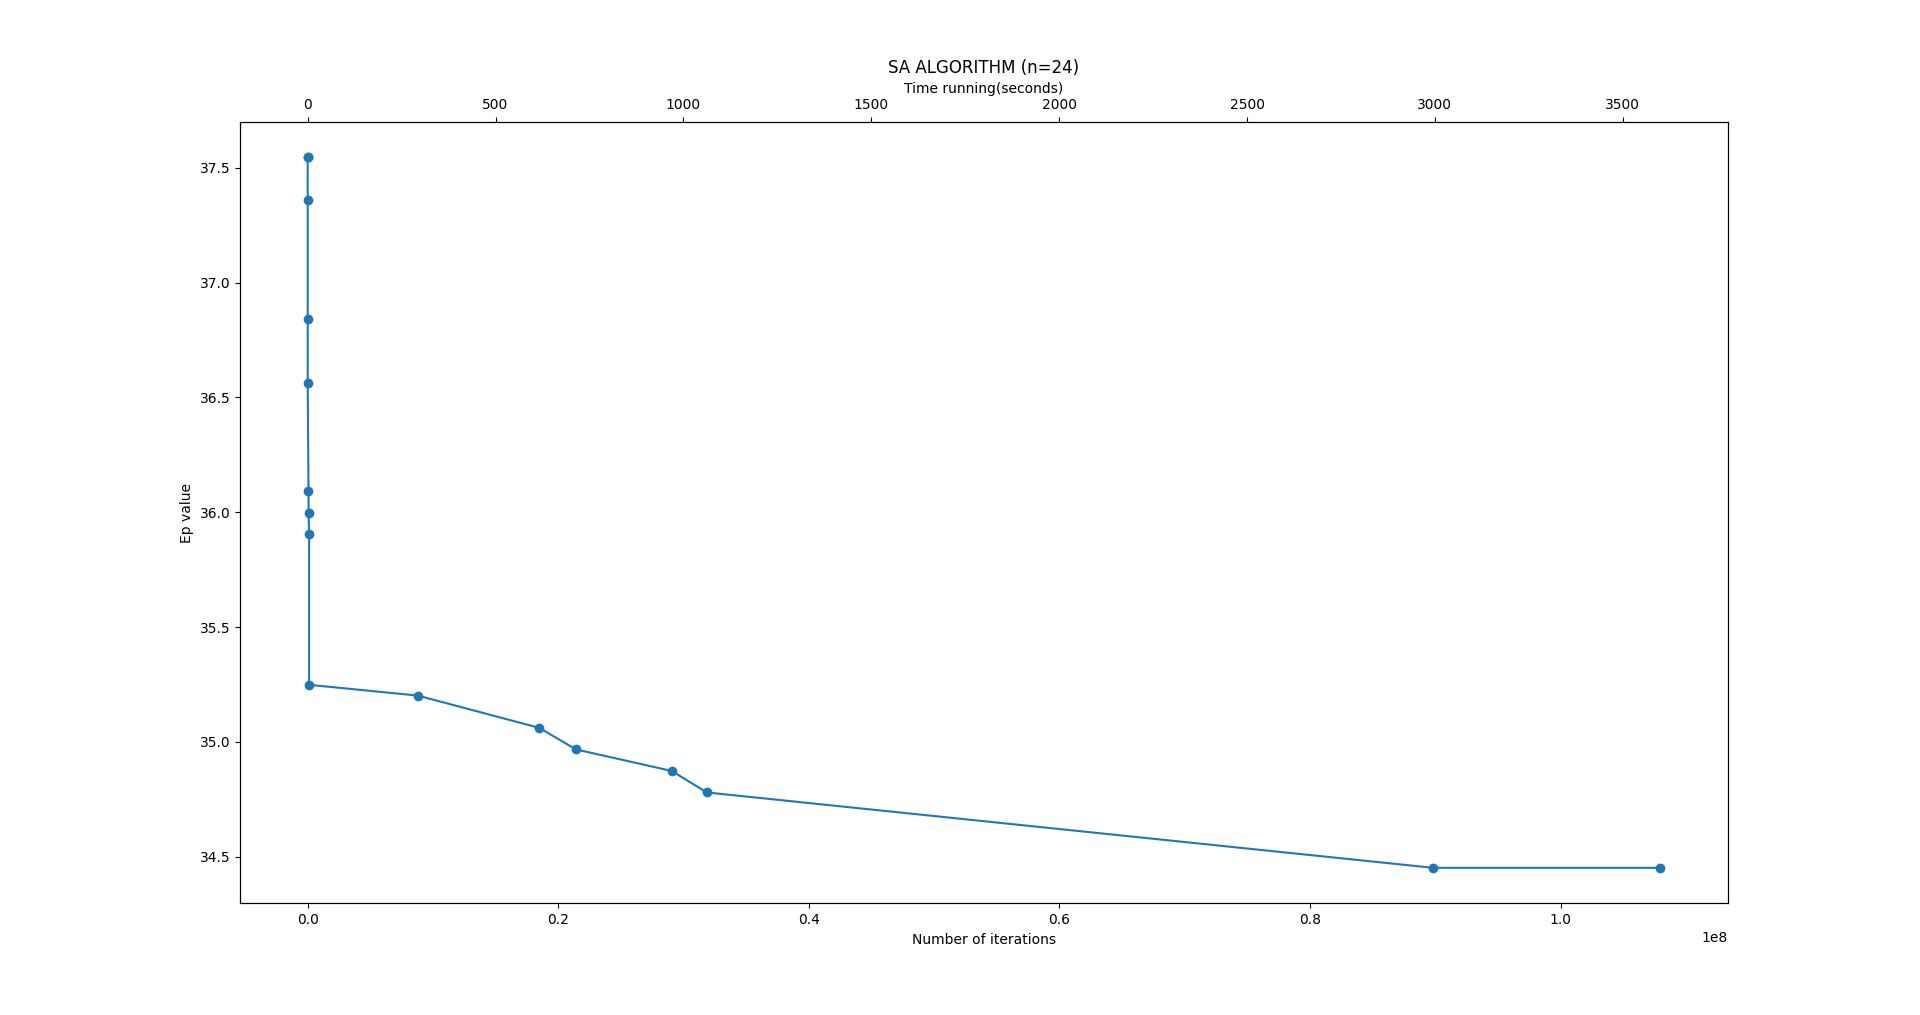 SA ALGORITHM (n=24)
Time running(seconds)
0 500 1000 1500 2000 2500 3000 3500
37.5
37.0
36.5
36.0
35.5
35.0
34.5
Ep value
0.0 0.2 0.4 0.6 0.8 1.0
Number of iterations
1e8